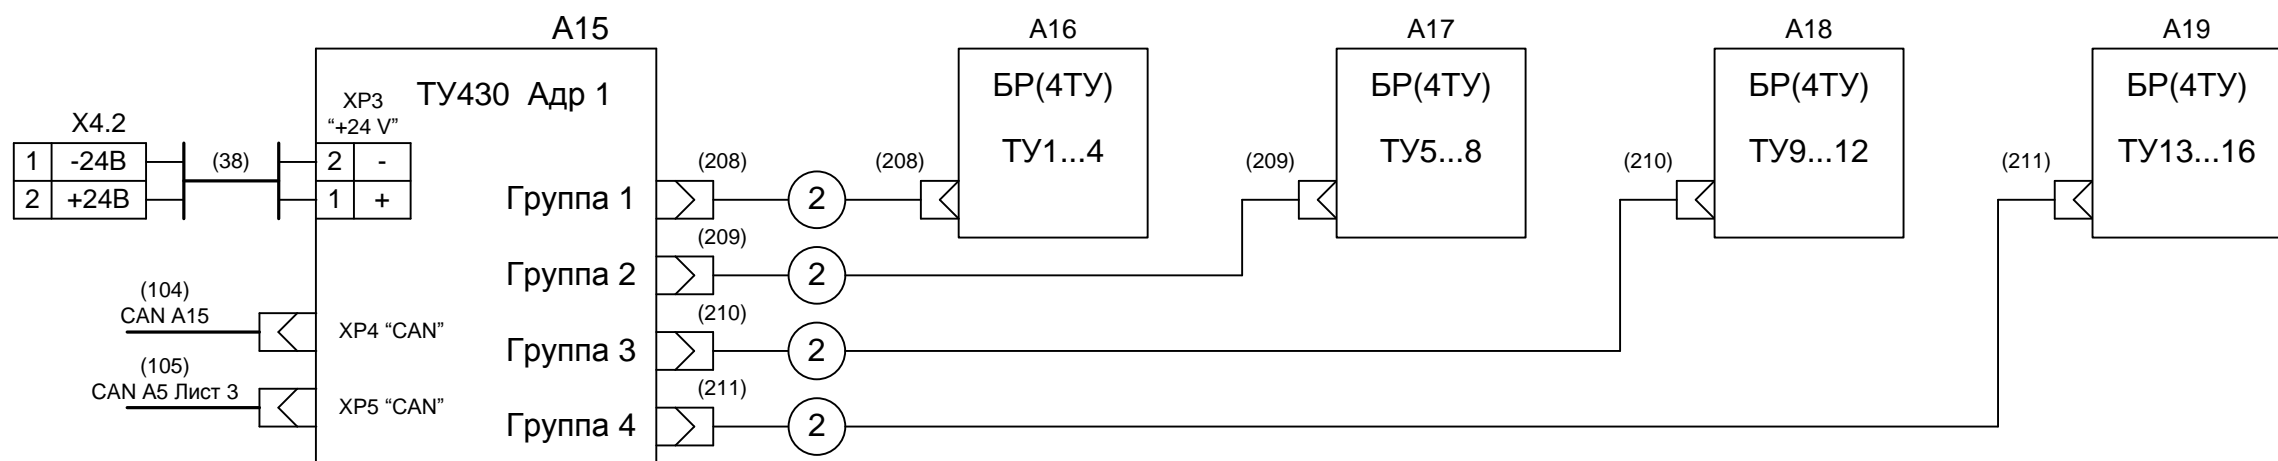 A15
A16
A17
A18
A19
ТУ430 Адр 1
XP3
“+24 V”
БР(4ТУ)
БР(4ТУ)
БР(4ТУ)
БР(4ТУ)
X4.2
1 -24В
(38)
2 -
2 +24В
1 +
ТУ1...4
ТУ5...8
ТУ9...12
ТУ13...16
(208)
(208)
(209)
(210)
(211)
Группа 1
2
(209)
Группа 2
2
(104)
CAN A15
XP4 “CAN”
(210)
Группа 3
2
(105)
CAN A5 Лист 3
XP5 “CAN”
(211)
Группа 4
2